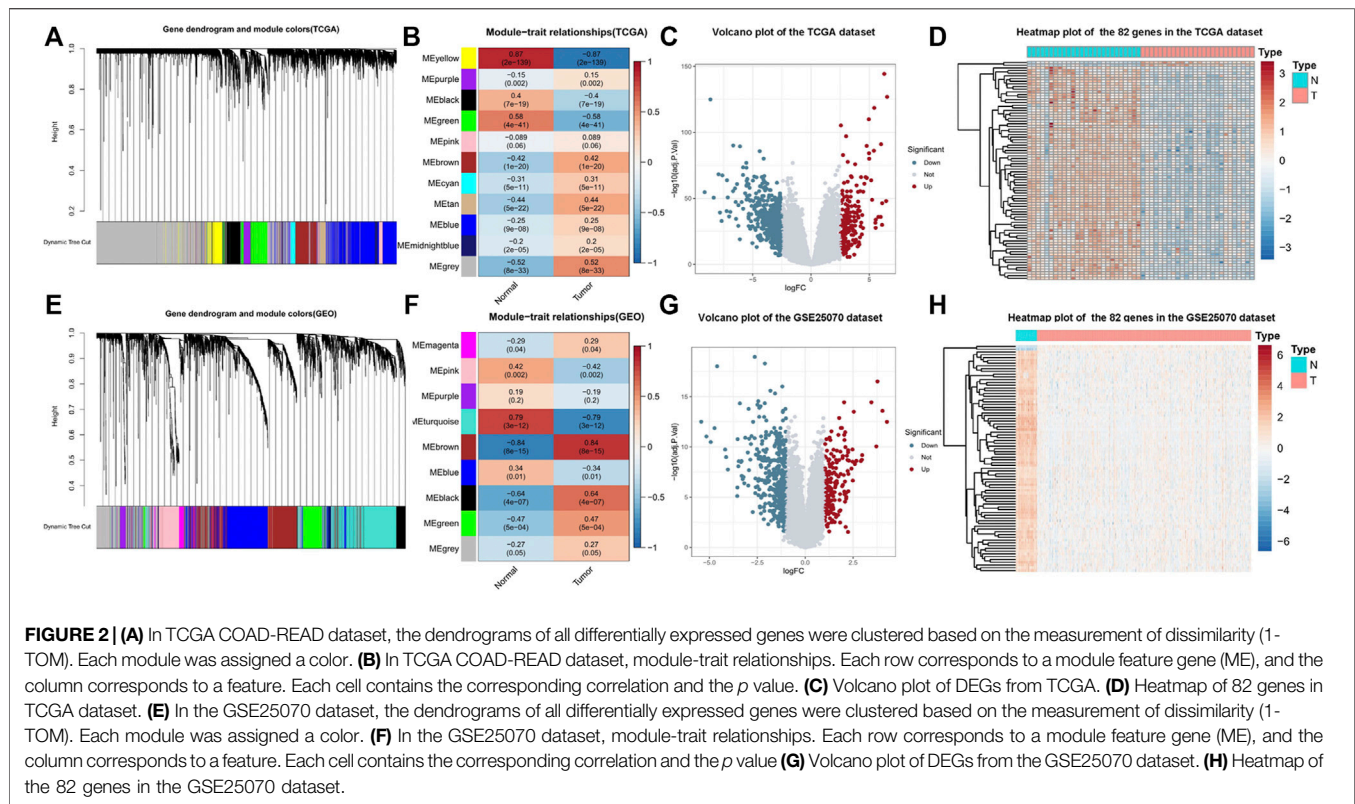 A
Gene dendrogram and module colors(TCGA)
Height
1.0
0.8
0.6
0.4
0.2
Dynamic Tree Cut
B
Module−trait relationships(TCGA)
MEyellow
0.87
(2e−139)
−0.87
(2e−139)
MEpurple
−0.15
(0.002)
0.15
(0.002)
MEblack
0.4
(7e−19)
−0.4
(7e−19)
MEgreen
0.58
(4e−41)
−0.58
(4e−41)
MEpink
−0.089
(0.06)
0.089
(0.06)
MEbrown
−0.42
(1e−20)
0.42
(1e−20)
MEcyan
−0.31
(5e−11)
0.31
(5e−11)
MEtan
−0.44
(5e−22)
0.44
(5e−22)
MEblue
−0.25
(9e−08)
0.25
(9e−08)
MEmidnightblue
−0.2
(2e−05)
0.2
(2e−05)
MEgrey
−0.52
(8e−33)
0.52
(8e−33)
Normal
Tumor
1
0.5
0
−0.5
−1
C
Volcano plot of the TCGA dataset
−log10(adj.P.Val)
150
100
50
0
−5
0
5
logFC
Significant
Down
Not
Up
D
Heatmap plot of the 82 genes in the TCGA dataset
Type
3
2
1
0
−1
−2
−3
Type
N
T
E
Gene dendrogram and module colors(GEO)
Height
1.0
0.9
0.8
0.7
0.6
0.5
0.4
Dynamic Tree Cut
F
Module−trait relationships(GEO)
MEmagenta
−0.29
(0.04)
0.29
(0.04)
MEpink
0.42
(0.002)
−0.42
(0.002)
MEpurple
0.19
(0.2)
−0.19
(0.2)
MEturquoise
0.79
(3e−12)
−0.79
(3e−12)
MEbrown
−0.84
(8e−15)
0.84
(8e−15)
MEblue
0.34
(0.01)
−0.34
(0.01)
MEblack
−0.64
(4e−07)
0.64
(4e−07)
MEgreen
−0.47
(5e−04)
0.47
(5e−04)
MEgrey
−0.27
(0.05)
0.27
(0.05)
Normal
Tumor
1
0.5
0
−0.5
−1
G
Volcano plot of the GSE25070 dataset
−log10(adj.P.Val)
20
15
10
5
0
−5.0
−2.5
0.0
2.5
logFC
Significant
Down
Not
Up
H
Heatmap plot of the 82 genes in the GSE25070 dataset
Type
6
4
2
0
−2
−4
−6
Type
N
T
FIGURE 2 | (A) In TCGA COAD-READ dataset, the dendrograms of all differentially expressed genes were clustered based on the measurement of dissimilarity (1-
TOM). Each module was assigned a color. (B) In TCGA COAD-READ dataset, module-trait relationships. Each row corresponds to a module feature gene (ME), and the
column corresponds to a feature. Each cell contains the corresponding correlation and the p value. (C) Volcano plot of DEGs from TCGA. (D) Heatmap of 82 genes in
TCGA dataset. (E) In the GSE25070 dataset, the dendrograms of all differentially expressed genes were clustered based on the measurement of dissimilarity (1-
TOM). Each module was assigned a color. (F) In the GSE25070 dataset, module-trait relationships. Each row corresponds to a module feature gene (ME), and the
column corresponds to a feature. Each cell contains the corresponding correlation and the p value (G) Volcano plot of DEGs from the GSE25070 dataset. (H) Heatmap of
the 82 genes in the GSE25070 dataset.